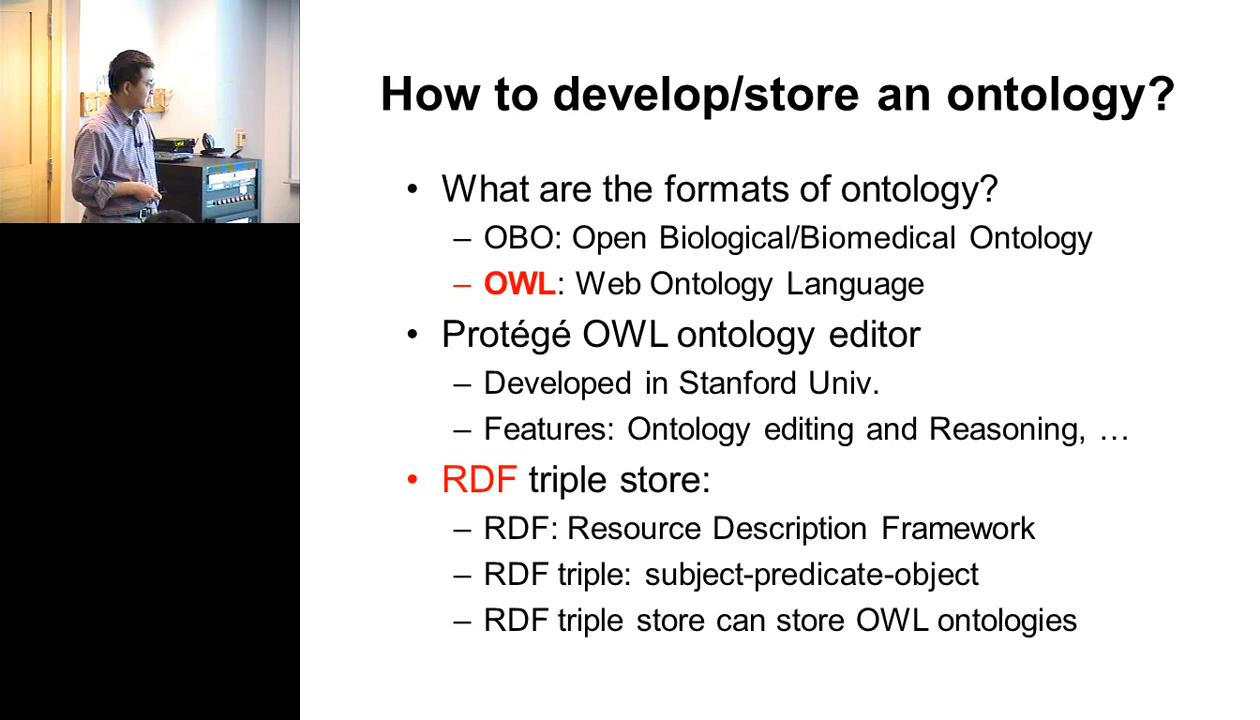 How to develop/store an ontology?
• What are the formats of ontology?
– OBO: Open Biological/Biomedical Ontology
– OWL: Web Ontology Language
• Protégé OWL ontology editor
– Developed in Stanford Univ.
– Features: Ontology editing and Reasoning, …
• RDF triple store:
– RDF: Resource Description Framework
– RDF triple: subject-predicate-object
– RDF triple store can store OWL ontologies